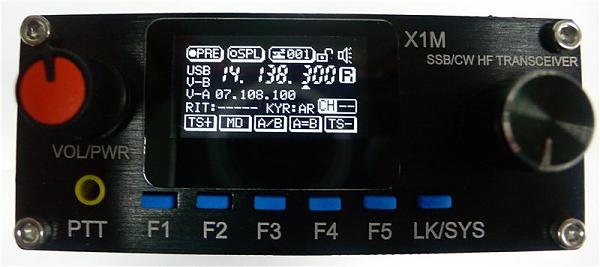 PRE SPL 001
X1M
SSB/CW HF TRANSCEIVER
USB 14.138.300 R
V-B
V-A 07.108.100
RIT:----- KYR:AR CH--
TS+ MD A/B A=B TS-
VOL/PWR
PTT F1 F2 F3 F4 F5 LK/SYS